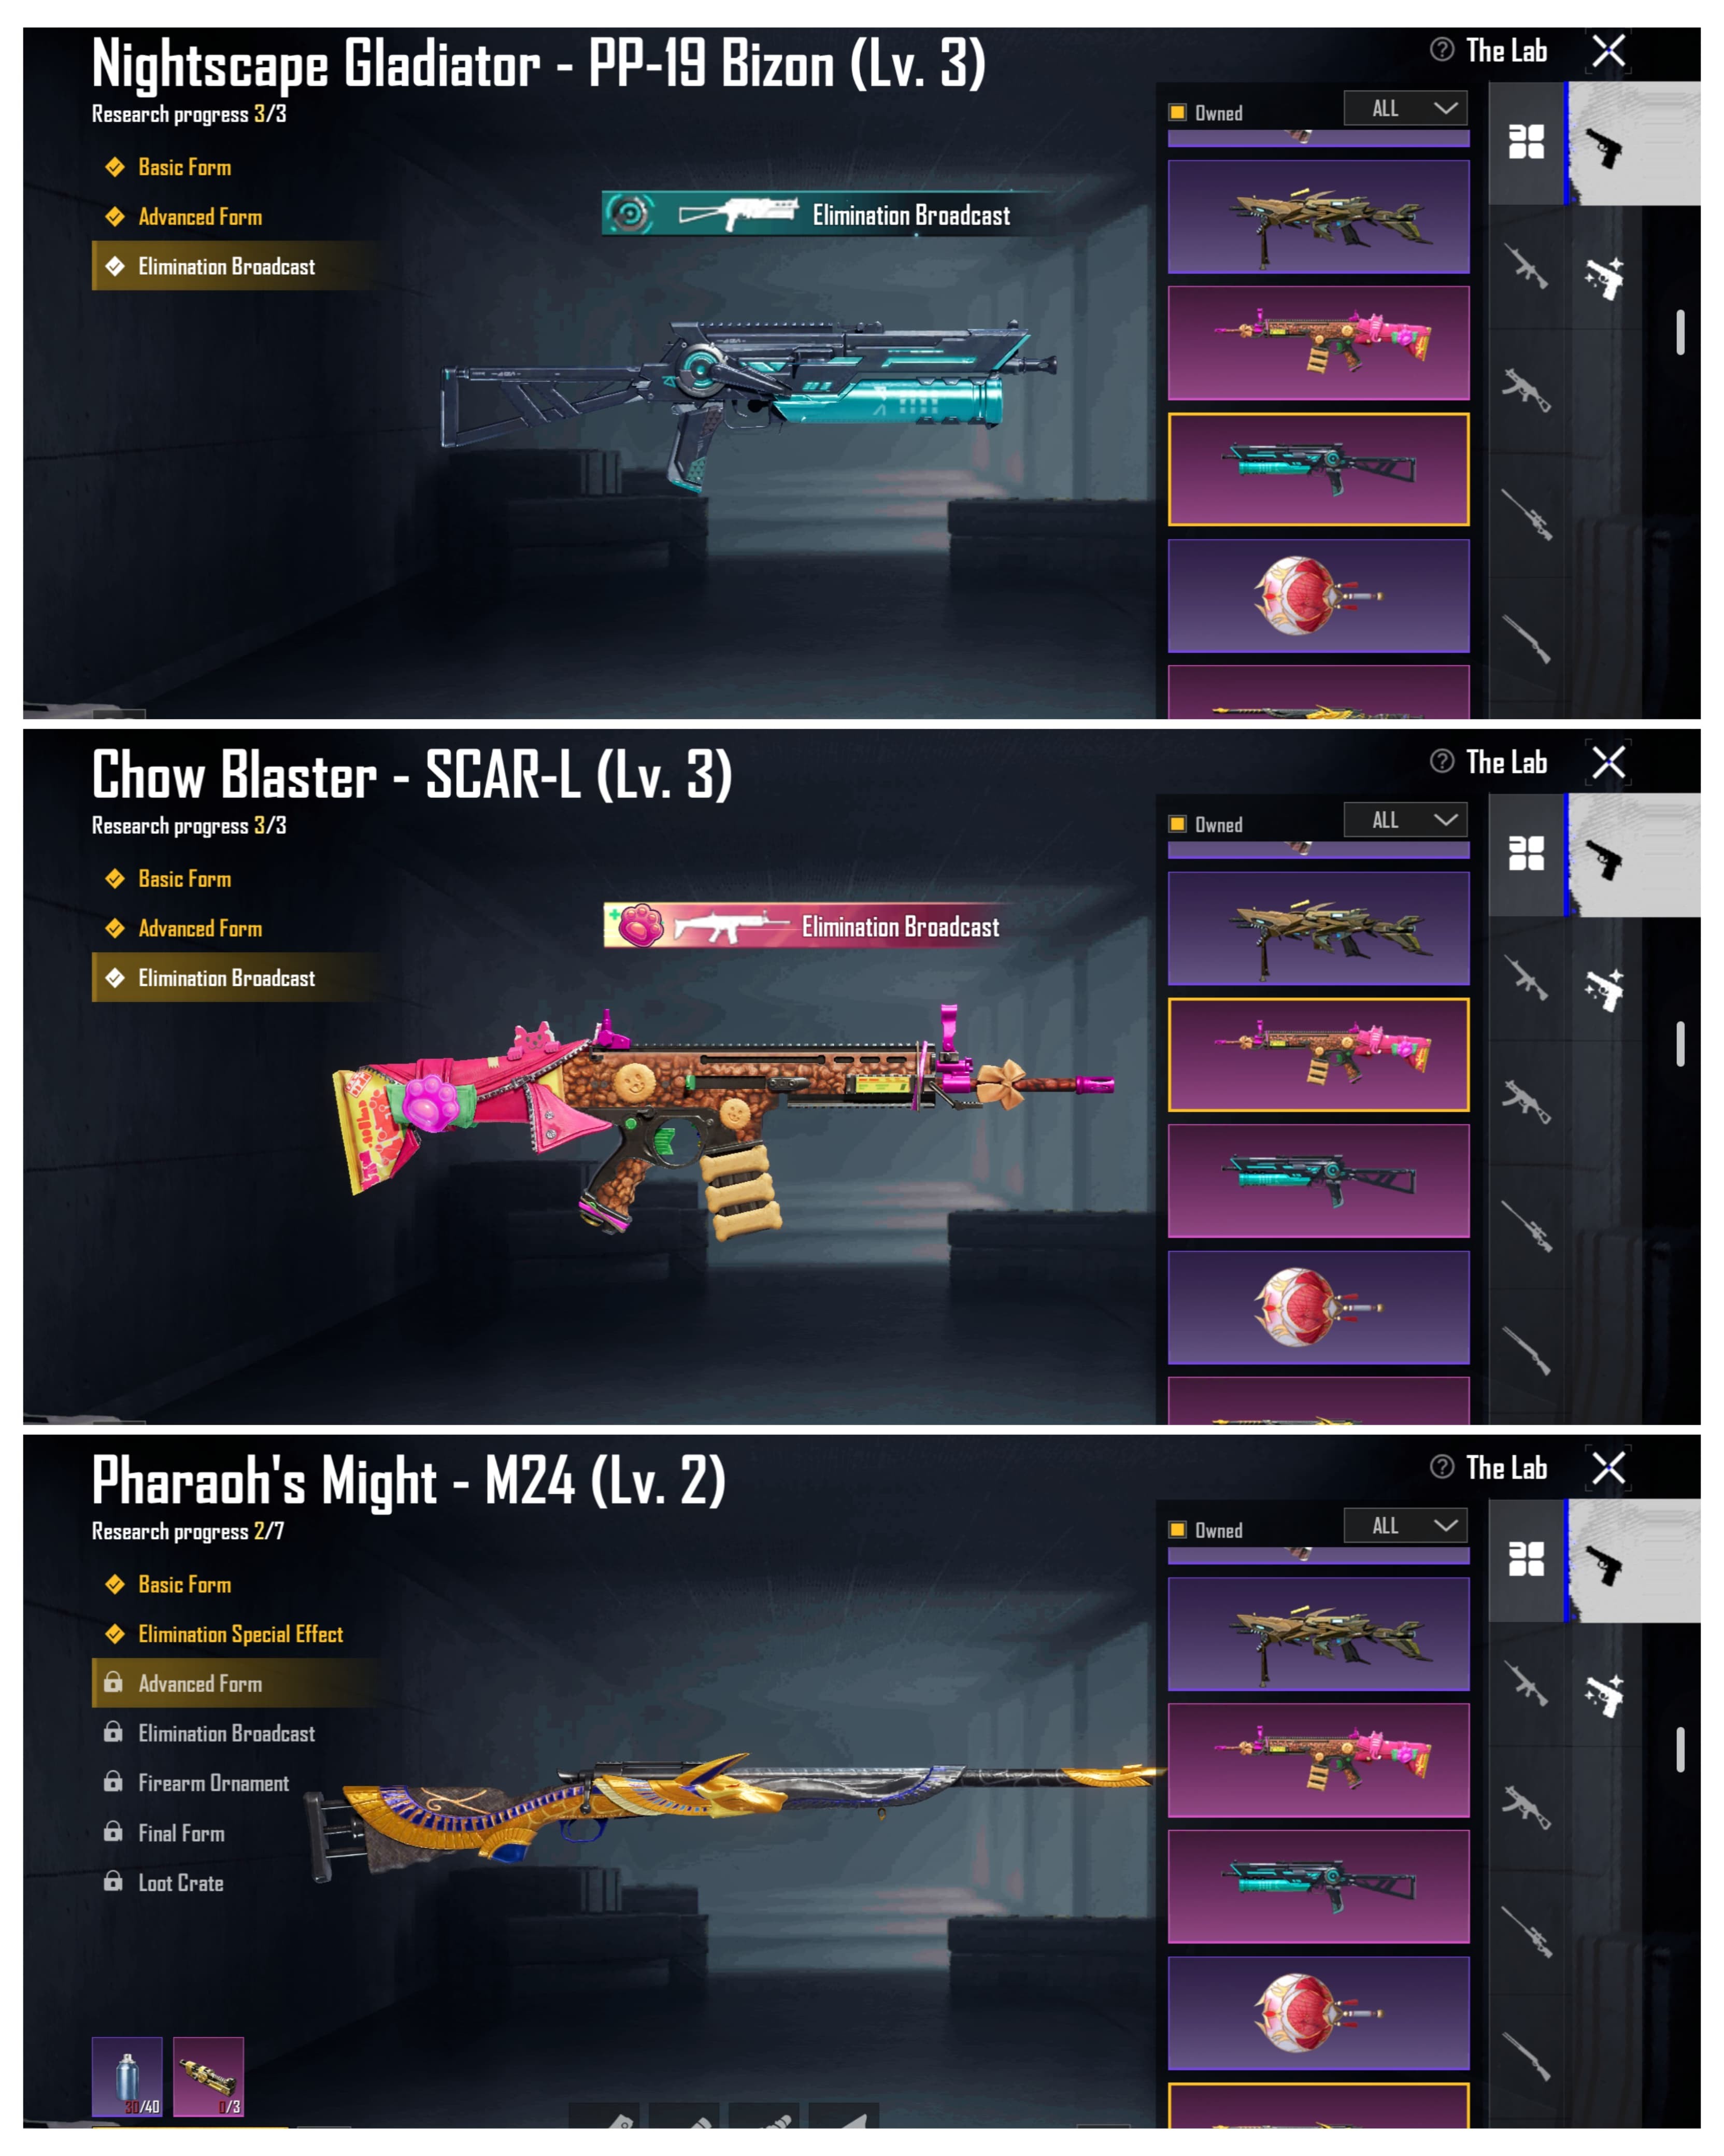 Nightscape Gladiator - PP-19 Bizon (Lv. 3)
The Lab
Research progress 3/3
Owned
ALL
Basic Form
Advanced Form
Elimination Broadcast
Elimination Broadcast
Chow Blaster - SCAR-L (Lv. 3)
The Lab
Research progress 3/3
Owned
ALL
Basic Form
Advanced Form
Elimination Broadcast
Elimination Broadcast
Pharaoh's Might - M24 (Lv. 2)
The Lab
Research progress 2/7
Owned
ALL
Basic Form
Elimination Special Effect
Advanced Form
Elimination Broadcast
Firearm Ornament
Final Form
Loot Crate
30/40
0/3